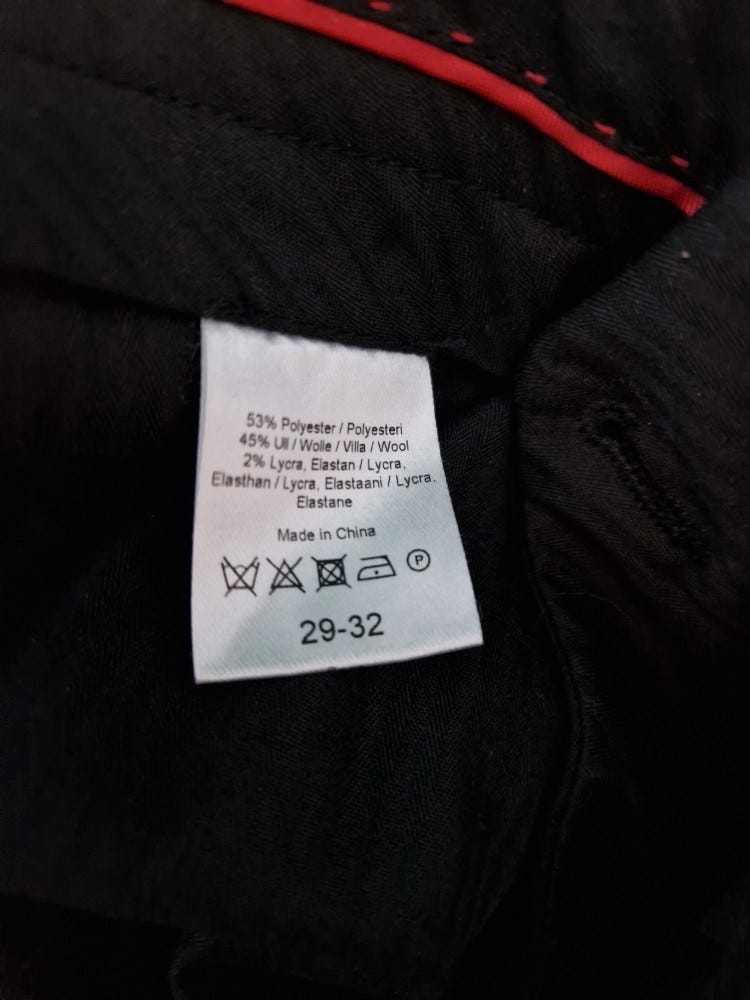 53% Polyester / Polyesteri
45% Ull / Wolle / Villa / Wool
2% Lycra, Elastan / Lycra,
Elasthan / Lycra, Elastaani / Lycra.
Elastane
Made in China
P
29-32